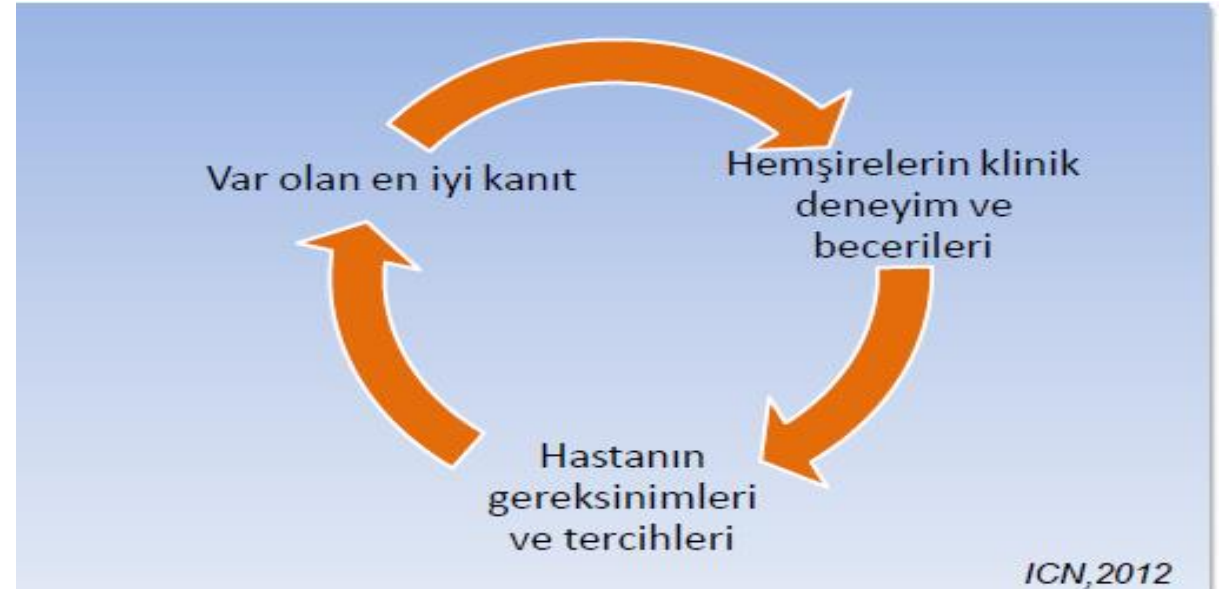 Var olan en iyi kanıt
Hemşirelerin klinik
deneyim ve
becerileri
Hastanın
gereksinimleri
ve tercihleri
ICN,2012